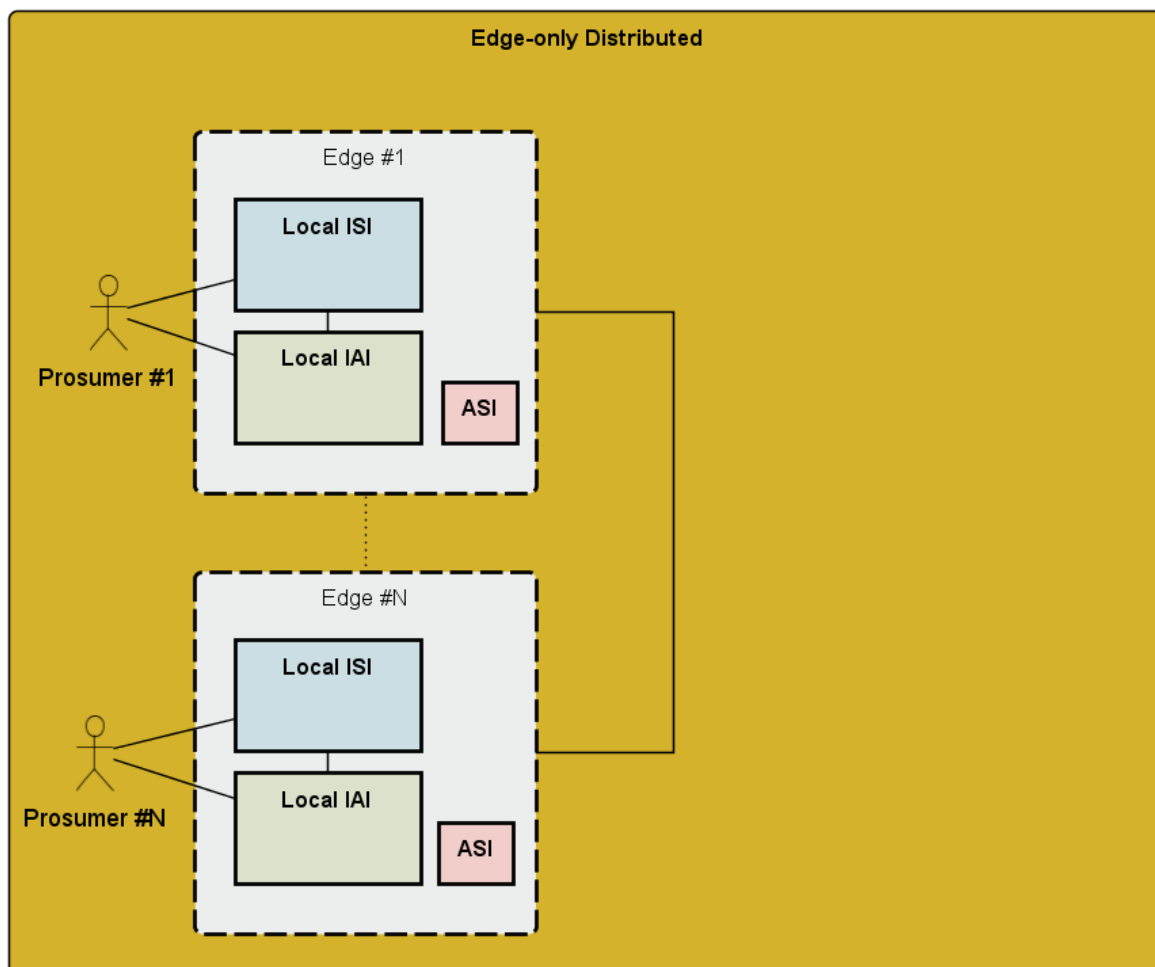 Edge-only Distributed
Edge #1
Local ISI
Prosumer #1
Local IAI
ASI
Edge #N
Local ISI
Prosumer #N
Local IAI
ASI